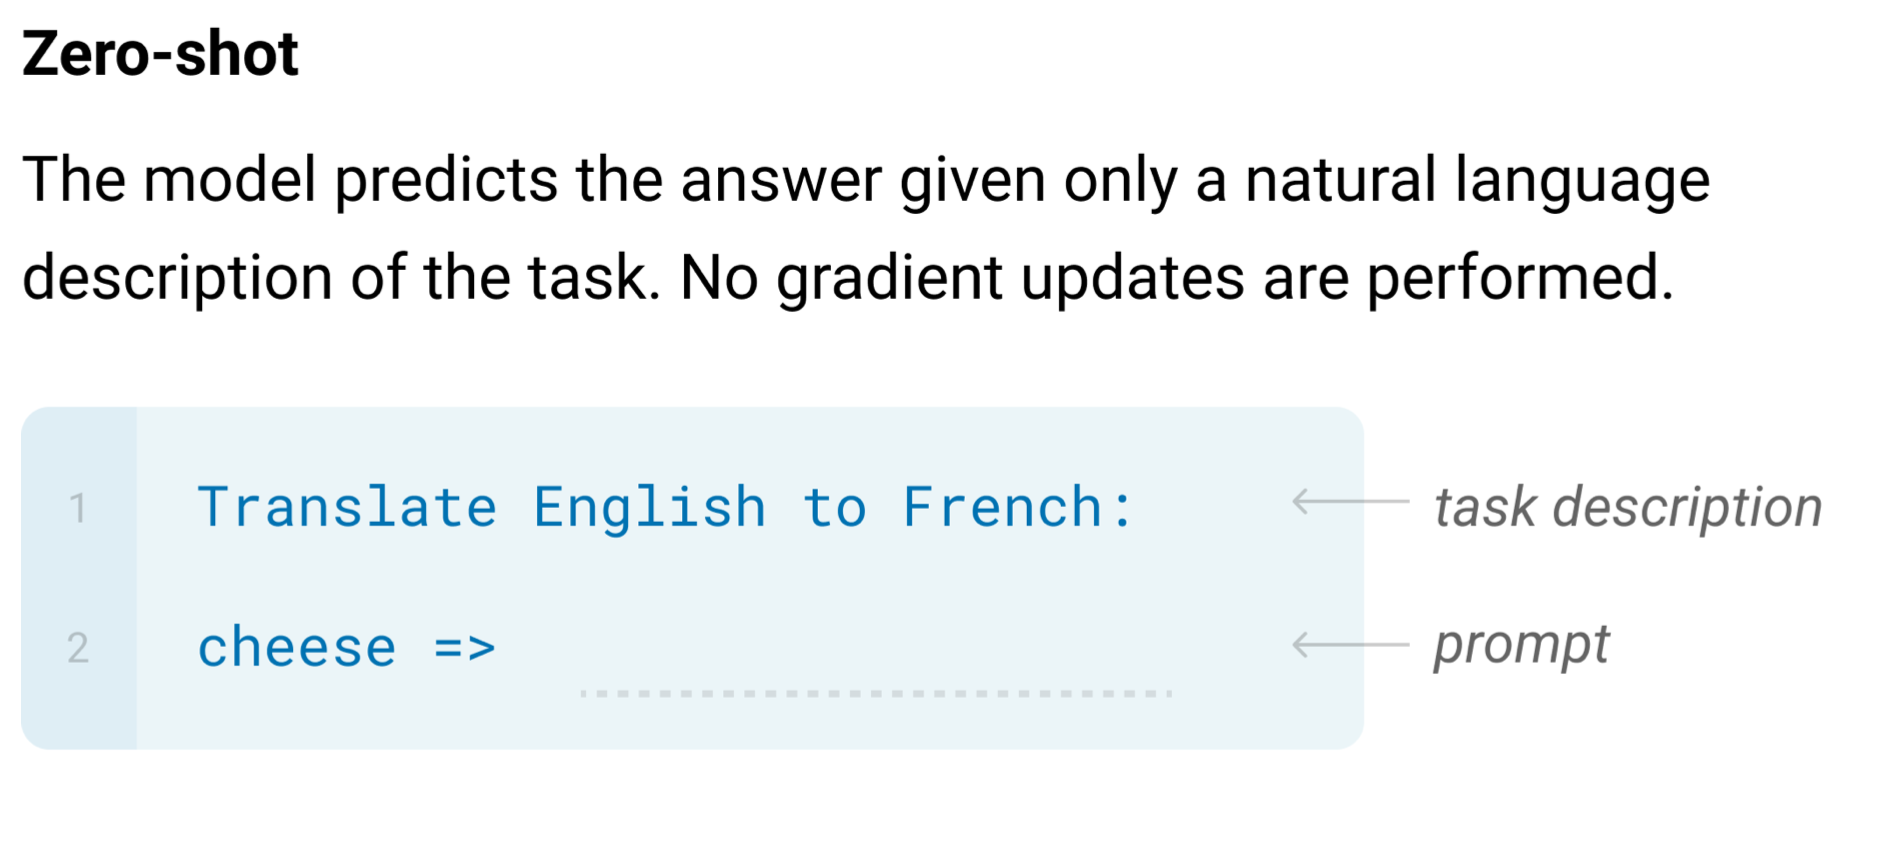 Zero-shot
The model predicts the answer given only a natural language
description of the task. No gradient updates are performed.
1 Translate English to French: task description
2 cheese => prompt